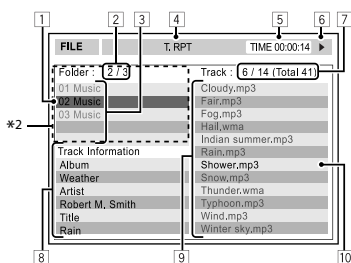 1 2 3 4 5 6 7
FILE T. RPT TIME 00:00:14
Folder : 2 / 3 Track : 6 / 14 (Total 41)
01 Music Cloudy.mp3
02 Music Fair.mp3
03 Music Fog.mp3
*2 Hail.wma
Indian summer.mp3
Track Information Rain.mp3
Album Shower.mp3
Weather Snow.mp3
Artist Thunder.wma
Robert M. Smith Typhoon.mp3
Title Wind.mp3
Rain Winter sky.mp3
8 9 10